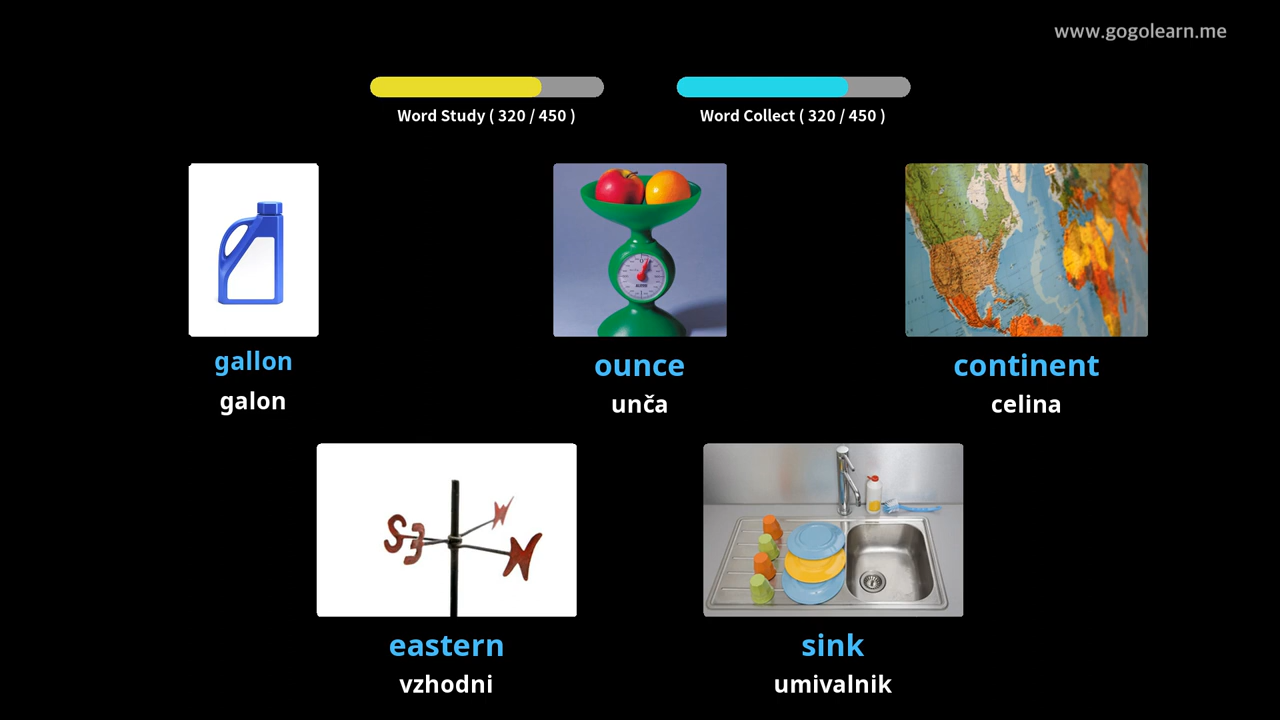 www.gogolearn.me
Word Study ( 320 / 450 )
Word Collect ( 320 / 450 )
gallon
galon
ounce
unča
continent
celina
eastern
vzhodni
sink
umivalnik